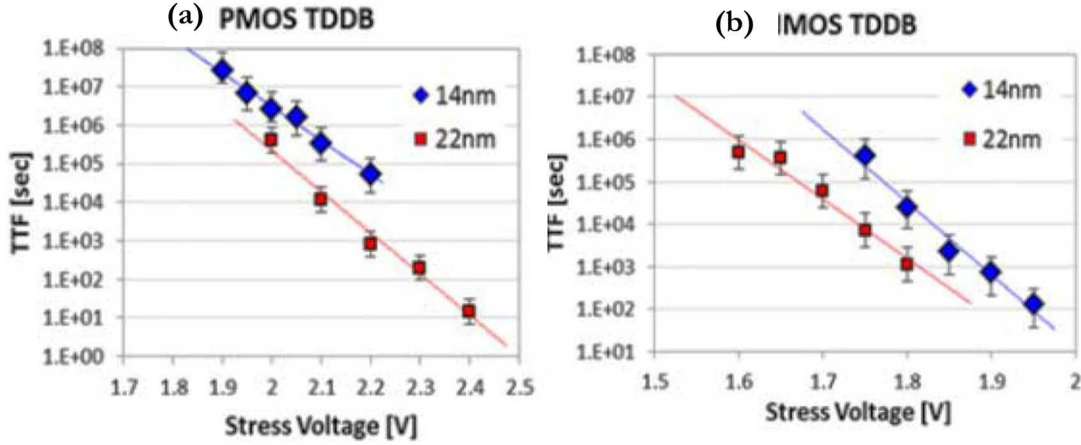 (a) PMOS TDDB
1.E+08
1.E+07
1.E+06
1.E+05
1.E+04
1.E+03
1.E+02
1.E+01
1.E+00
TTF [sec]
14nm
22nm
1.7 1.8 1.9 2 2.1 2.2 2.3 2.4 2.5
Stress Voltage [V]
(b) IMOS TDDB
1.E+08
1.E+07
1.E+06
1.E+05
1.E+04
1.E+03
1.E+02
1.E+01
TTF [sec]
14nm
22nm
1.5 1.6 1.7 1.8 1.9 2
Stress Voltage [V]